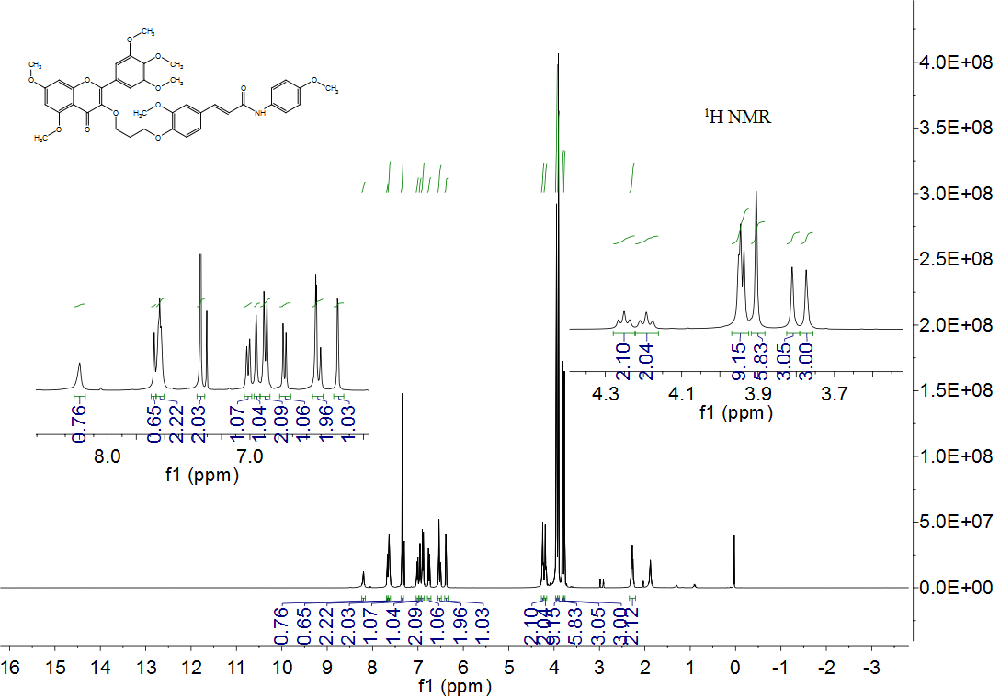 4.0E+08
3.5E+08
3.0E+08
2.5E+08
2.0E+08
1.5E+08
1.0E+08
5.0E+07
0.0E+00
¹H NMR
O
CH₃
O
CH₃
O
CH₃
O
CH₃
O
O
O
O
CH₃
O
O
CH₃
O
O
NH
O
CH₃
0.76
0.65
2.22
2.03
1.07
1.04
2.09
1.06
1.96
1.03
8.0
7.0
f1 (ppm)
2.10
2.04
9.15
5.83
3.05
3.00
4.3
4.1
3.9
3.7
f1 (ppm)
0.76
0.65
2.22
2.03
1.07
1.04
2.09
1.06
1.96
1.03
2.10
2.04
9.15
5.83
3.05
3.00
2.12
16 15 14 13 12 11 10 9 8 7 6 5 4 3 2 1 0 -1 -2 -3
f1 (ppm)